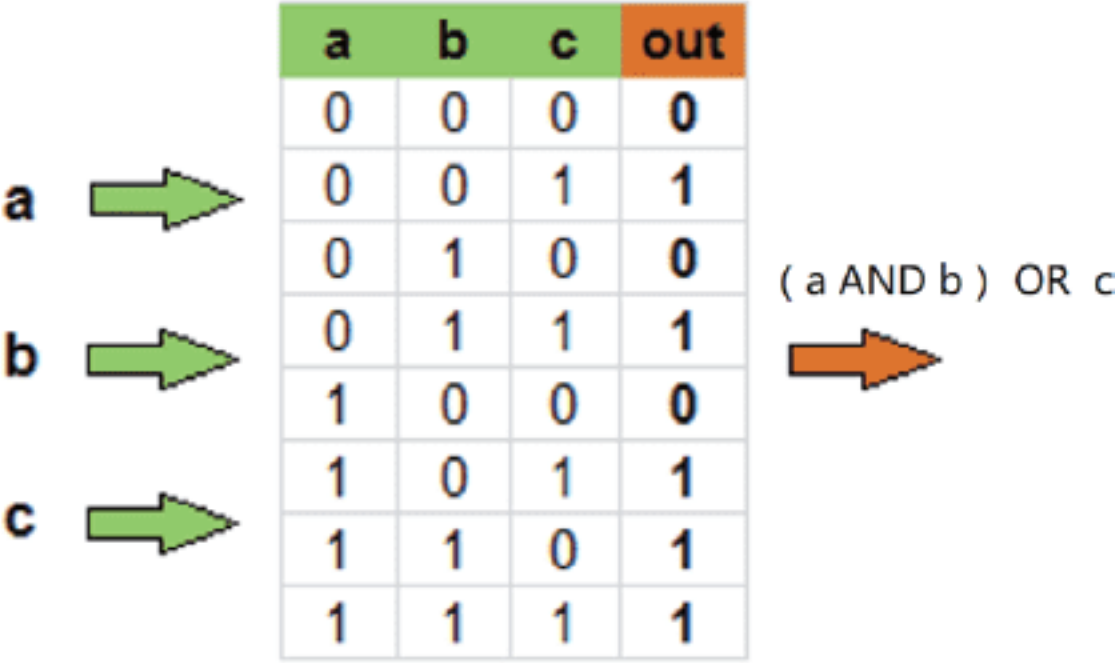 a b c out
0 0 0 0
0 0 1 1
0 1 0 0
0 1 1 1
1 0 0 0
1 0 1 1
1 1 0 1
1 1 1 1
a
b
c
( a AND b ) OR c